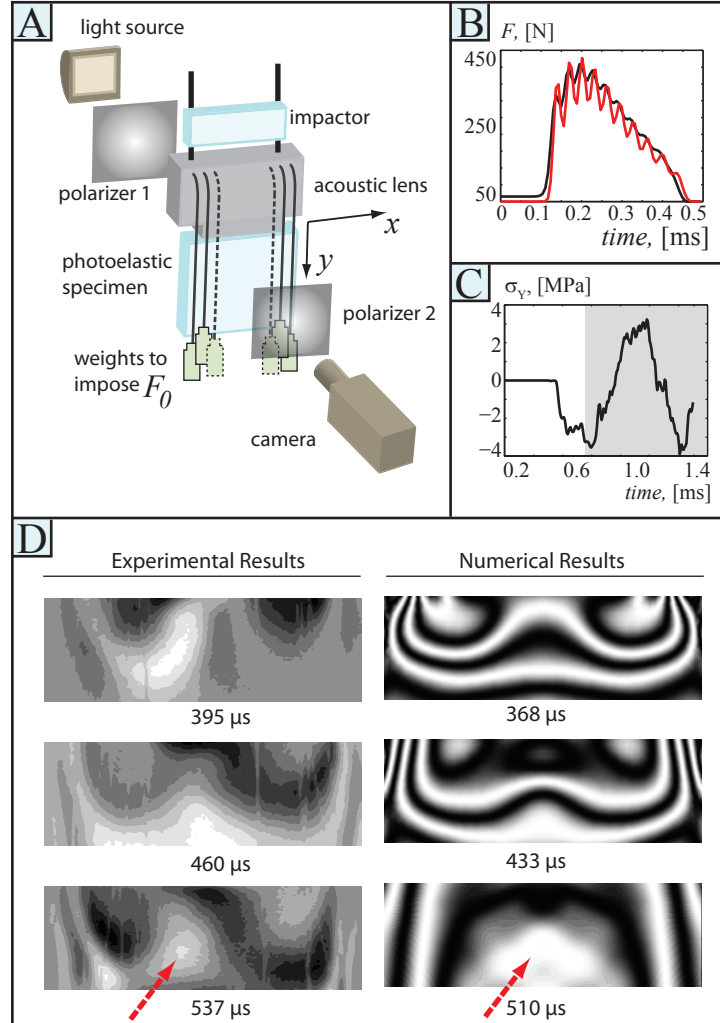 A
light source
impactor
polarizer 1
acoustic lens
x
photoelastic
specimen
y
polarizer 2
weights to
impose F0
camera
B
F, [N]
450
250
50
0 0.1 0.2 0.3 0.4 0.5
time, [ms]
C
σY, [MPa]
4
2
0
−2
−4
0.2 0.6 1.0 1.4
time, [ms]
D
Experimental Results
Numerical Results
395 µs
368 µs
460 µs
433 µs
537 µs
510 µs